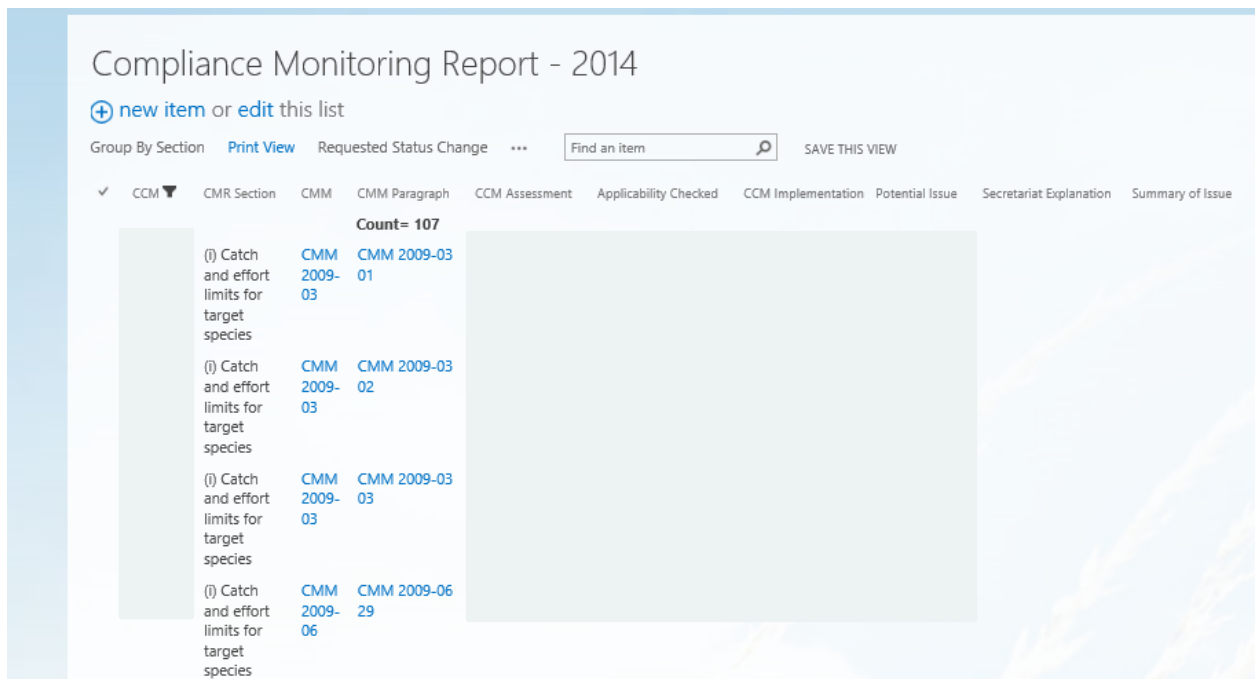 Compliance Monitoring Report - 2014
new item or edit this list
Group By Section Print View Requested Status Change ... Find an item SAVE THIS VIEW
CCM CMR Section CMM CMM Paragraph CCM Assessment Applicability Checked CCM Implementation Potential Issue Secretariat Explanation Summary of Issue
Count= 107
(i) Catch CMM CMM 2009-03
and effort 2009- 01
limits for 03
target
species
(i) Catch CMM CMM 2009-03
and effort 2009- 02
limits for 03
target
species
(i) Catch CMM CMM 2009-03
and effort 2009- 03
limits for 03
target
species
(i) Catch CMM CMM 2009-06
and effort 2009- 29
limits for 06
target
species